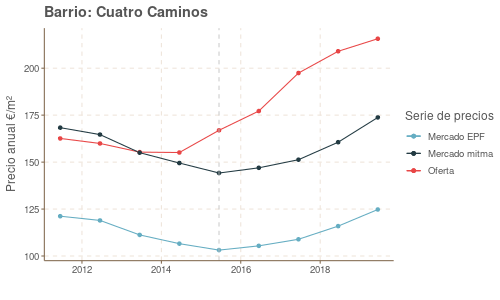 Barrio: Cuatro Caminos
Precio anual €/m²
200
175
150
125
100
2012
2014
2016
2018
Serie de precios
Mercado EPF
Mercado mitma
Oferta